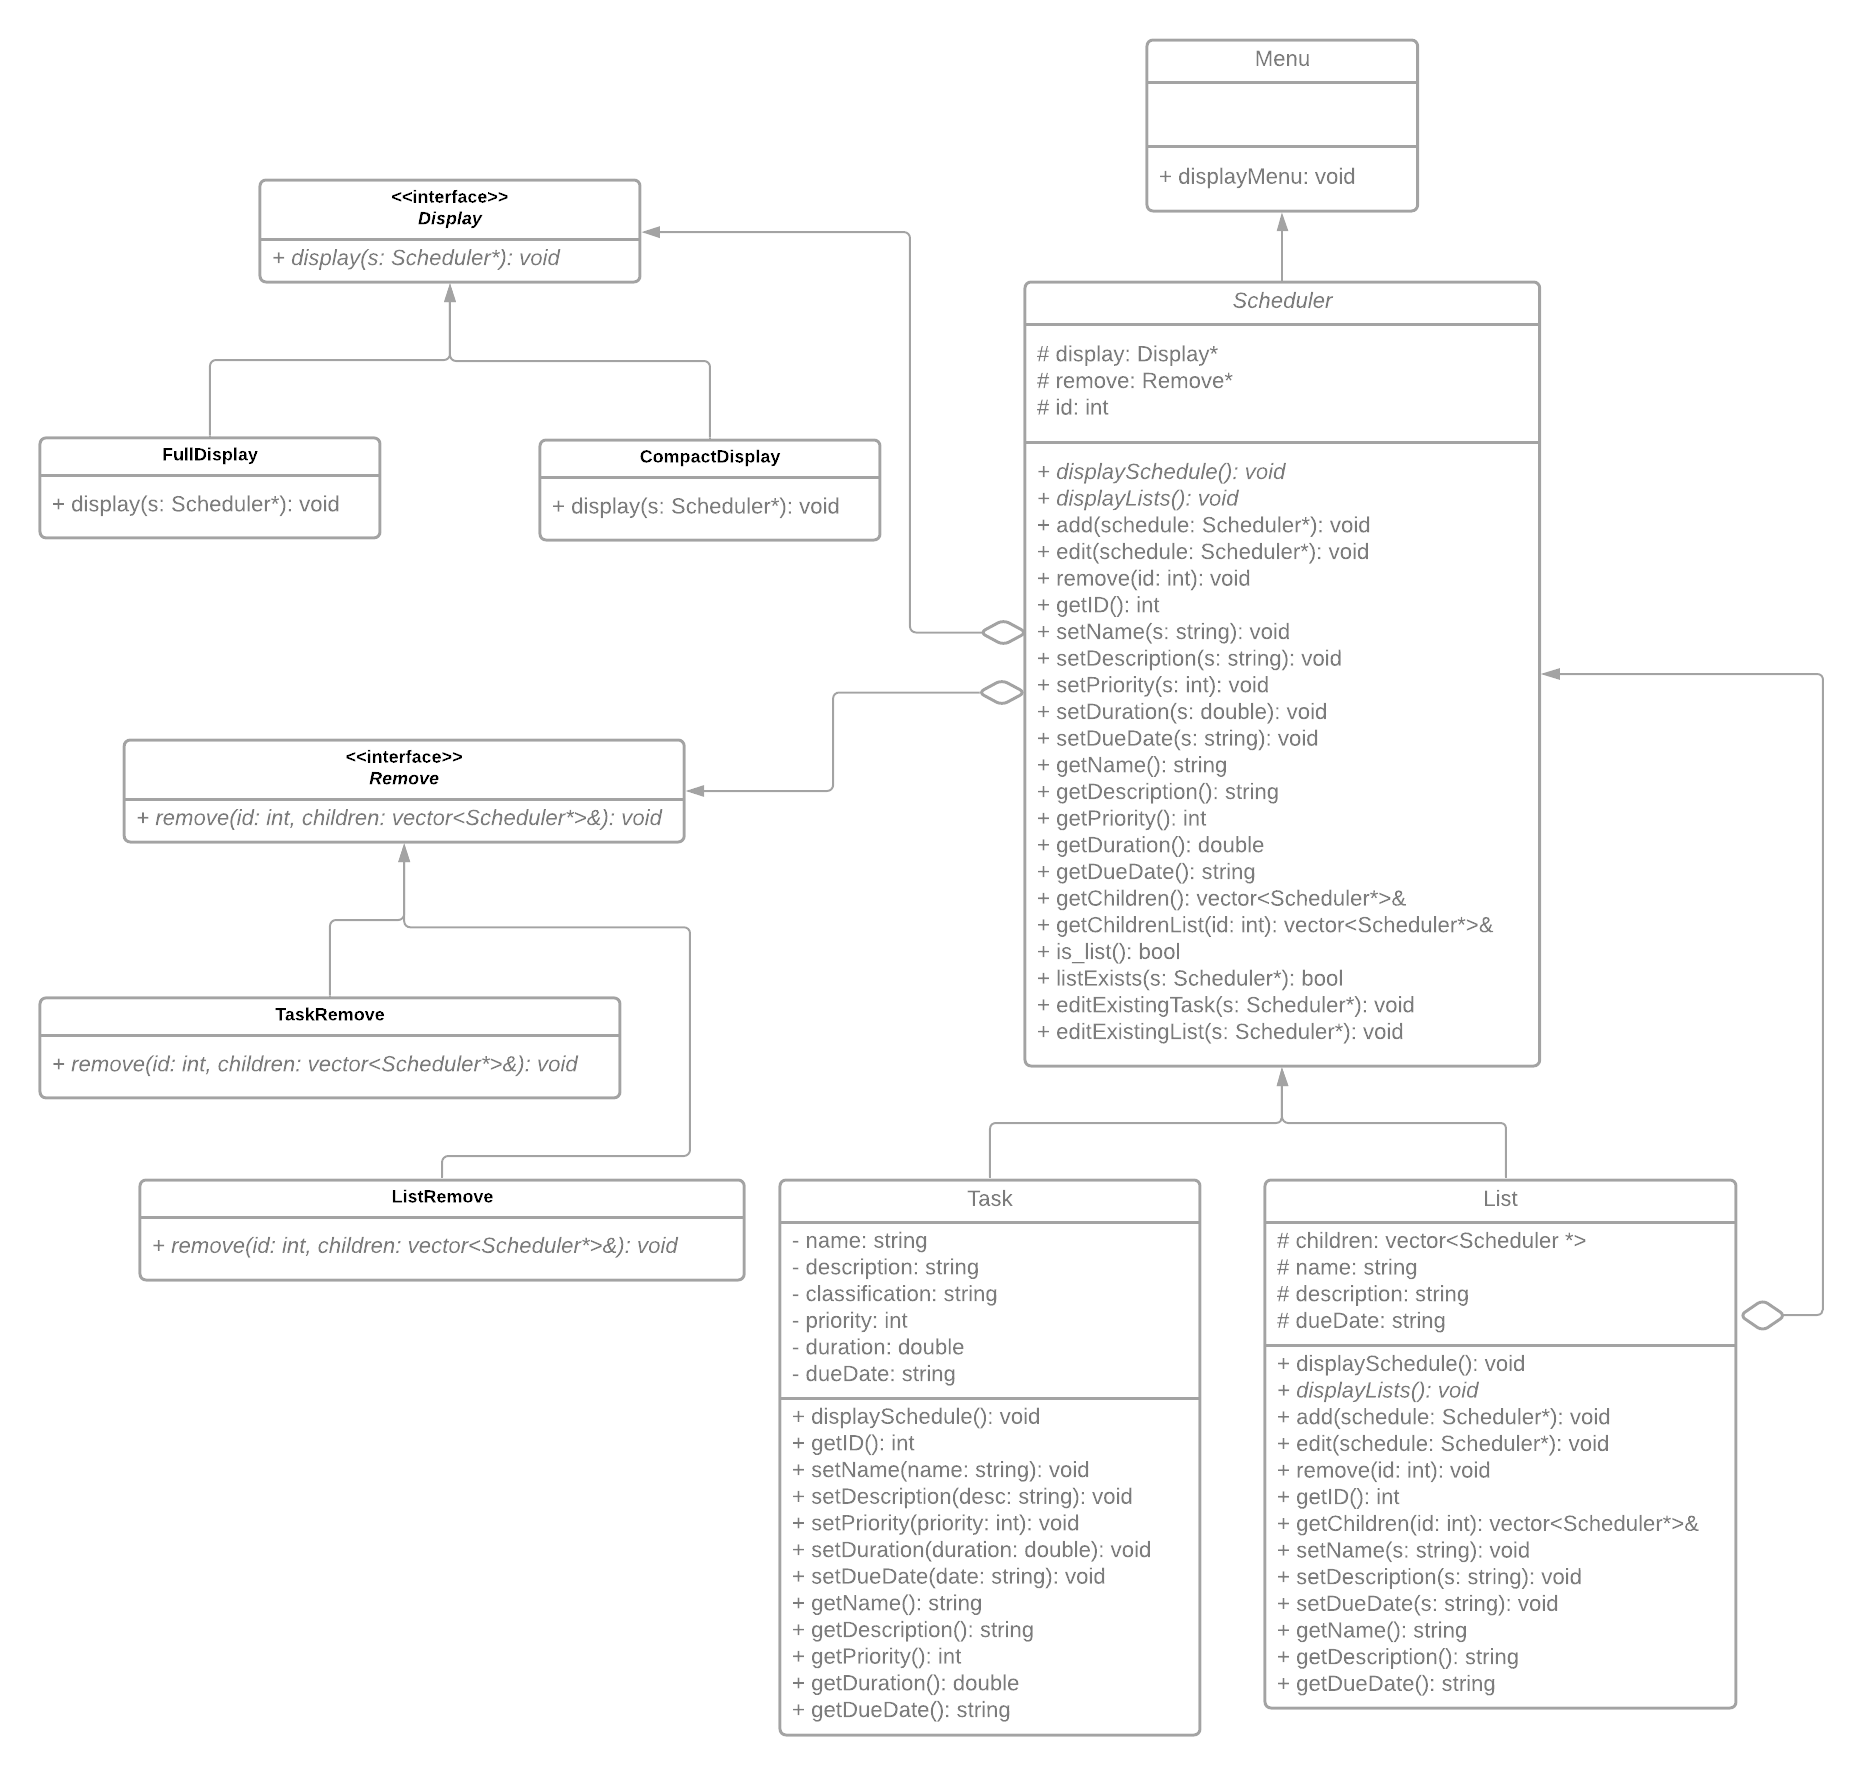 Menu
+ displayMenu: void
<<interface>>
Display
+ display(s: Scheduler*): void
FullDisplay
+ display(s: Scheduler*): void
CompactDisplay
+ display(s: Scheduler*): void
Scheduler
# display: Display*
# remove: Remove*
# id: int
+ displaySchedule(): void
+ displayLists(): void
+ add(schedule: Scheduler*): void
+ edit(schedule: Scheduler*): void
+ remove(id: int): void
+ getID(): int
+ setName(s: string): void
+ setDescription(s: string): void
+ setPriority(s: int): void
+ setDuration(s: double): void
+ setDueDate(s: string): void
+ getName(): string
+ getDescription(): string
+ getPriority(): int
+ getDuration(): double
+ getDueDate(): string
+ getChildren(): vector<Scheduler*>&
+ getChildrenList(id: int): vector<Scheduler*>&
+ is_list(): bool
+ listExists(s: Scheduler*): bool
+ editExistingTask(s: Scheduler*): void
+ editExistingList(s: Scheduler*): void
<<interface>>
Remove
+ remove(id: int, children: vector<Scheduler*>&): void
TaskRemove
+ remove(id: int, children: vector<Scheduler*>&): void
ListRemove
+ remove(id: int, children: vector<Scheduler*>&): void
Task
- name: string
- description: string
- classification: string
- priority: int
- duration: double
- dueDate: string
+ displaySchedule(): void
+ getID(): int
+ setName(name: string): void
+ setDescription(desc: string): void
+ setPriority(priority: int): void
+ setDuration(duration: double): void
+ setDueDate(date: string): void
+ getName(): string
+ getDescription(): string
+ getPriority(): int
+ getDuration(): double
+ getDueDate(): string
List
# children: vector<Scheduler *>
# name: string
# description: string
# dueDate: string
+ displaySchedule(): void
+ displayLists(): void
+ add(schedule: Scheduler*): void
+ edit(schedule: Scheduler*): void
+ remove(id: int): void
+ getID(): int
+ getChildren(id: int): vector<Scheduler*>&
+ setName(s: string): void
+ setDescription(s: string): void
+ setDueDate(s: string): void
+ getName(): string
+ getDescription(): string
+ getDueDate(): string